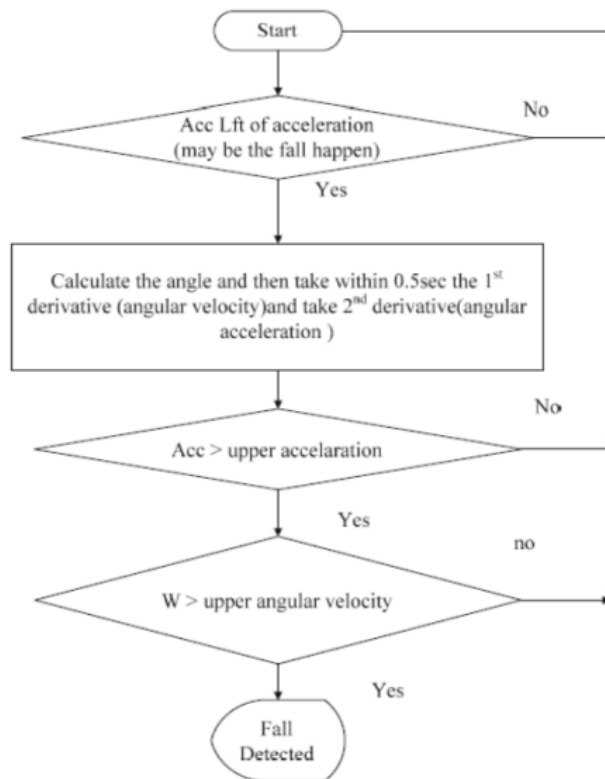 Start
No
Acc Lft of acceleration
(may be the fall happen)
Yes
Calculate the angle and then take within 0.5sec the 1st
derivative (angular velocity)and take 2nd derivative(angular
acceleration )
No
Acc > upper accelaration
Yes
no
W > upper angular velocity
Yes
Fall
Detected